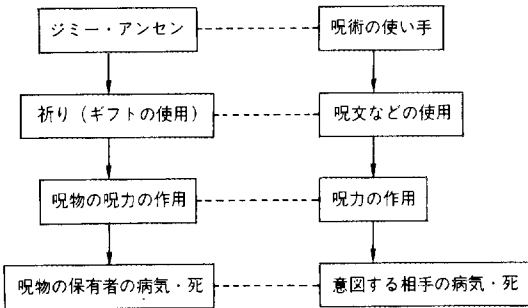 ジミー・アンセン
呪術の使い手
祈り（ギフトの使用）
呪文などの使用
呪物の呪力の作用
呪力の作用
呪物の保有者の病気・死
意図する相手の病気・死